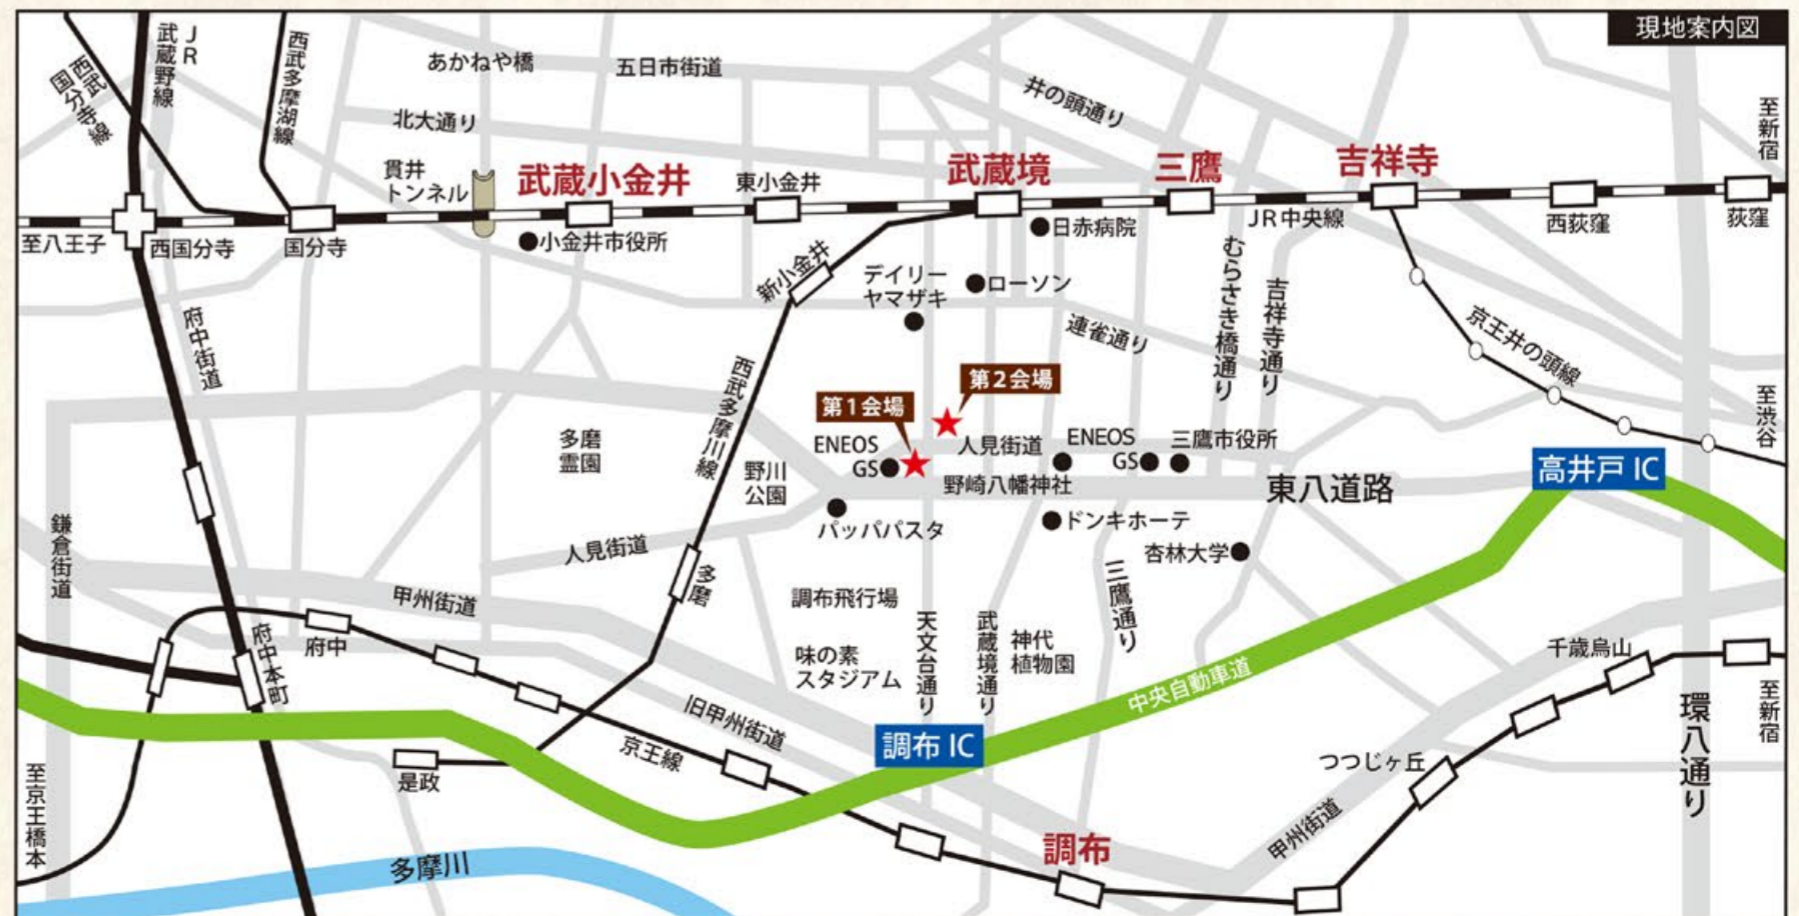 現地案内図
西武
国分寺線
JR
武蔵野線
西武多摩湖線
あかねや橋
五日市街道
井の頭通り
北大通り
至新宿
貫井
トンネル
武蔵小金井
東小金井
武蔵境
三鷹
吉祥寺
至八王子
西国分寺
国分寺
小金井市役所
新小金井
日赤病院
JR中央線
西荻窪
荻窪
デイリー
ヤマザキ
ローソン
むらさき橋通り
吉祥寺通り
府中街道
連雀通り
京王井の頭線
西武多摩川線
第2会場
第1会場
至渋谷
多磨
霊園
野川
公園
ENEOS
GS
人見街道
ENEOS
GS
三鷹市役所
野崎八幡神社
東八道路
高井戸 IC
鎌倉街道
パッパパスタ
ドンキホーテ
杏林大学
人見街道
多磨
甲州街道
調布飛行場
三鷹通り
府中本町
府中
味の素
スタジアム
天文台通り
武蔵境通り
神代
植物園
中央自動車道
千歳烏山
旧甲州街道
京王線
調布 IC
至新宿
環八通り
つつじヶ丘
是政
至京王橋本
甲州街道
調布
多摩川